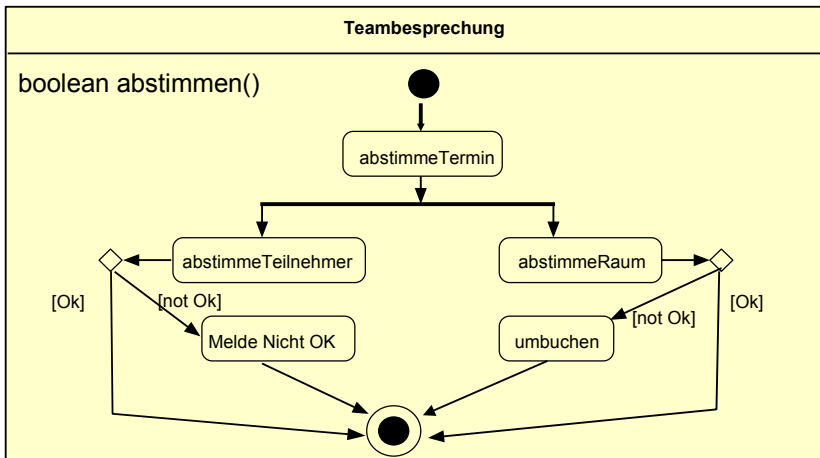 Teambesprechung
boolean abstimmen()
abstimmeTermin
abstimmeTeilnehmer
abstimmeRaum
[Ok]
[not Ok]
[not Ok]
[Ok]
Melde Nicht OK
umbuchen